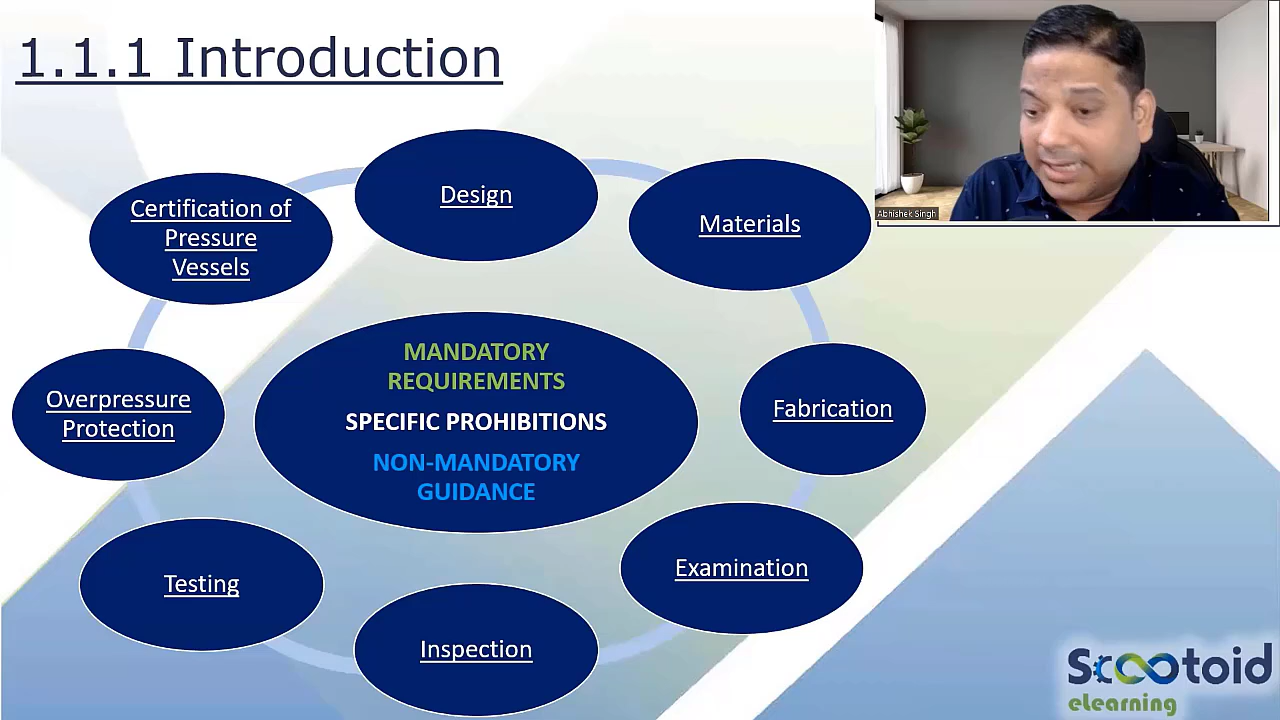 1.1.1 Introduction
Abhishek Singh
Design
Certification of
Pressure
Vessels
Materials
MANDATORY
REQUIREMENTS
SPECIFIC PROHIBITIONS
NON-MANDATORY
GUIDANCE
Overpressure
Protection
Fabrication
Testing
Examination
Inspection
Scootoid
eLearning